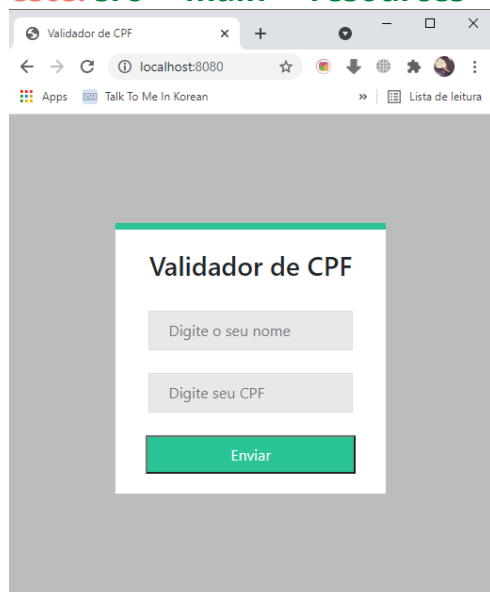 Validador de CPF
localhost:8080
Apps Talk To Me In Korean » Lista de leitura
Validador de CPF
Digite o seu nome
Digite seu CPF
Enviar